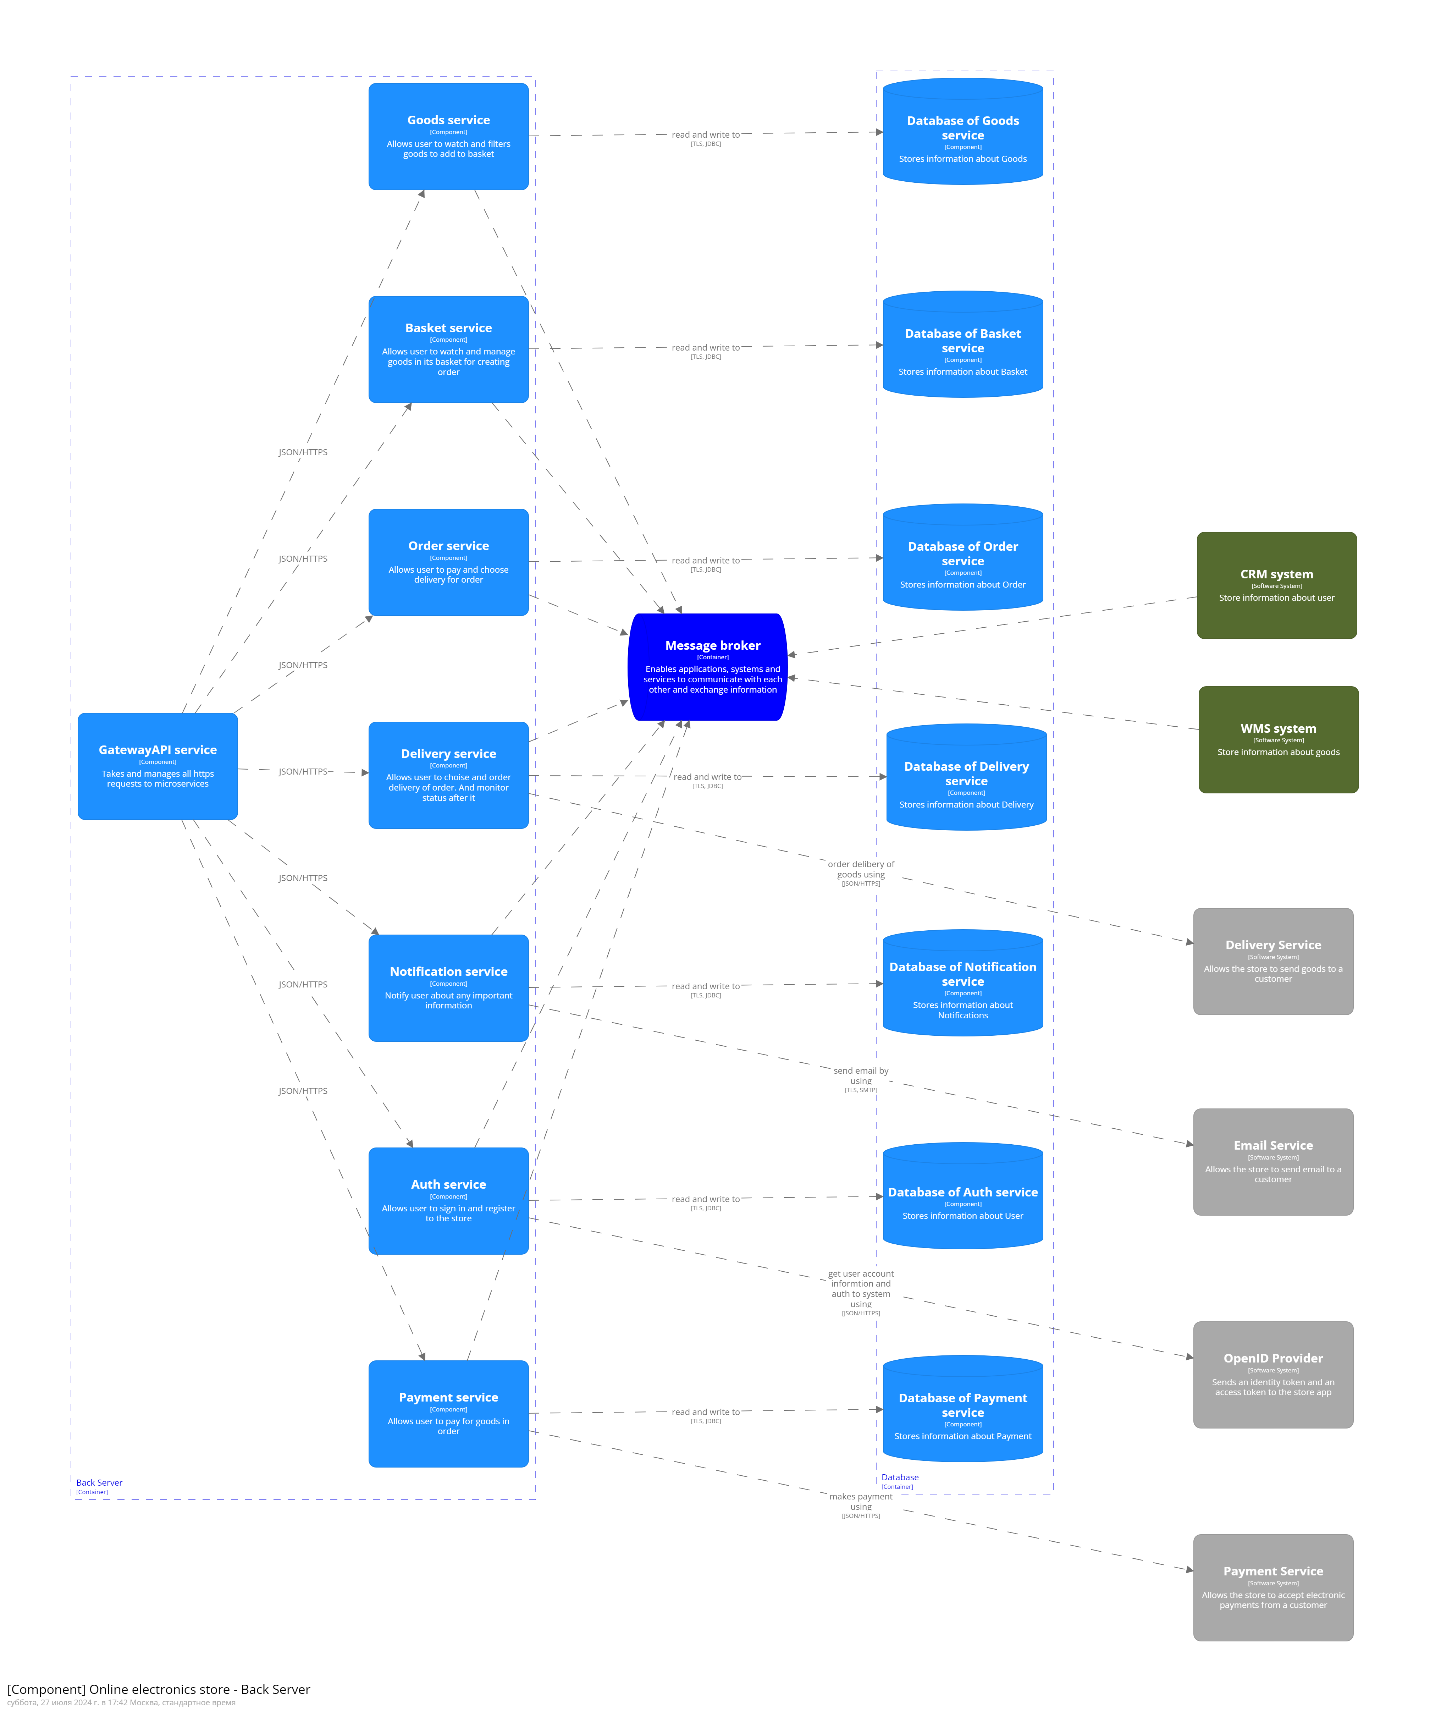 Goods service
[Component]
Allows user to watch and filters
goods to add to basket
read and write to
[TLS, JDBC]
Database of Goods
service
[Component]
Stores information about Goods
Basket service
[Component]
Allows user to watch and manage
goods in its basket for creating
order
read and write to
[TLS, JDBC]
Database of Basket
service
[Component]
Stores information about Basket
JSON/HTTPS
JSON/HTTPS
Order service
[Component]
Allows user to pay and choose
delivery for order
read and write to
[TLS, JDBC]
Database of Order
service
[Component]
Stores information about Order
CRM system
[Software System]
Store information about user
JSON/HTTPS
Message broker
[Container]
Enables applications, systems and
services to communicate with each
other and exchange information
GatewayAPI service
[Component]
Takes and manages all https
requests to microservices
JSON/HTTPS
Delivery service
[Component]
Allows user to choise and order
delivery of order. And monitor
status after it
read and write to
[TLS, JDBC]
Database of Delivery
service
[Component]
Stores information about Delivery
WMS system
[Software System]
Store information about goods
order delibery of
goods using
[JSON/HTTPS]
JSON/HTTPS
Delivery Service
[Software System]
Allows the store to send goods to a
customer
Notification service
[Component]
Notify user about any important
information
JSON/HTTPS
read and write to
[TLS, JDBC]
Database of Notification
service
[Component]
Stores information about
Notifications
send email by
using
[TLS, SMTP]
JSON/HTTPS
Email Service
[Software System]
Allows the store to send email to a
customer
Auth service
[Component]
Allows user to sign in and register
to the store
read and write to
[TLS, JDBC]
Database of Auth service
[Component]
Stores information about User
get user account
informtion and
auth to system
using
[JSON/HTTPS]
OpenID Provider
[Software System]
Sends an identity token and an
access token to the store app
Payment service
[Component]
Allows user to pay for goods in
order
read and write to
[TLS, JDBC]
Database of Payment
service
[Component]
Stores information about Payment
Back Server
[Container]
Database
[Container]
makes payment
using
[JSON/HTTPS]
Payment Service
[Software System]
Allows the store to accept electronic
payments from a customer
[Component] Online electronics store - Back Server
суббота, 27 июля 2024 г. в 17:42 Москва, стандартное время